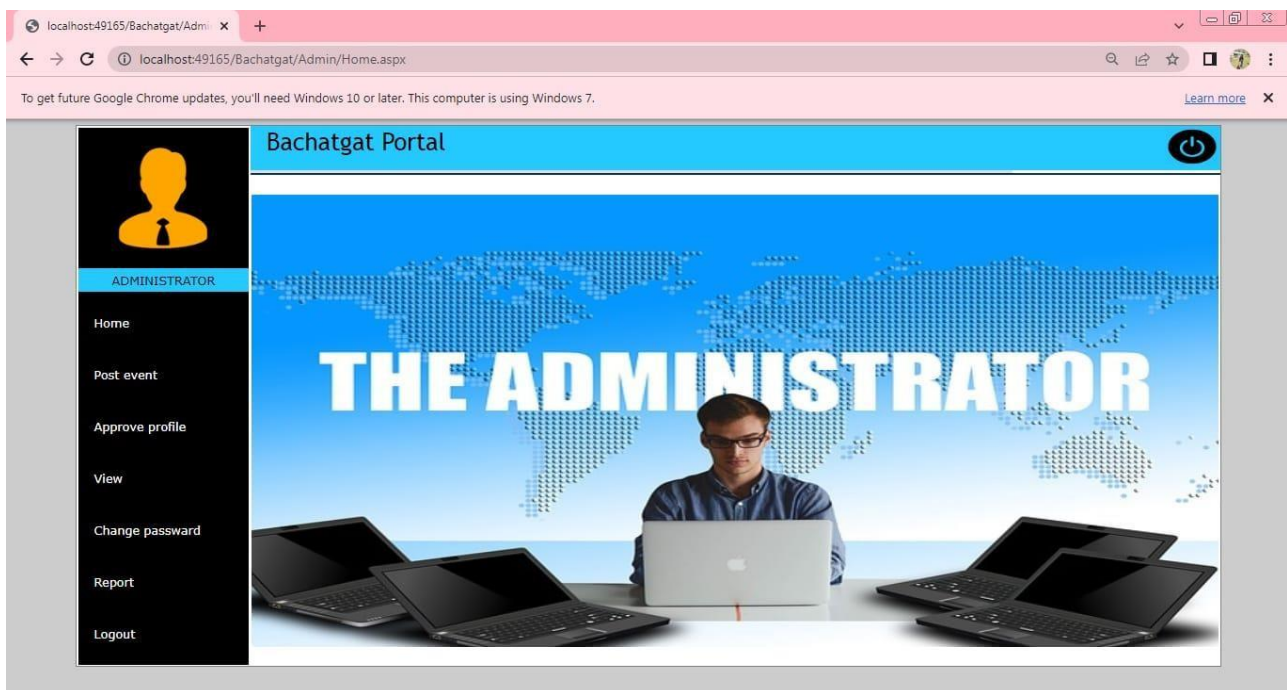 localhost:49165/Bachatgat/Admi
localhost:49165/Bachatgat/Admin/Home.aspx
To get future Google Chrome updates, you'll need Windows 10 or later. This computer is using Windows 7.
Learn more
Bachatgat Portal
ADMINISTRATOR
Home
Post event
Approve profile
View
Change passward
Report
Logout
THE ADMINISTRATOR